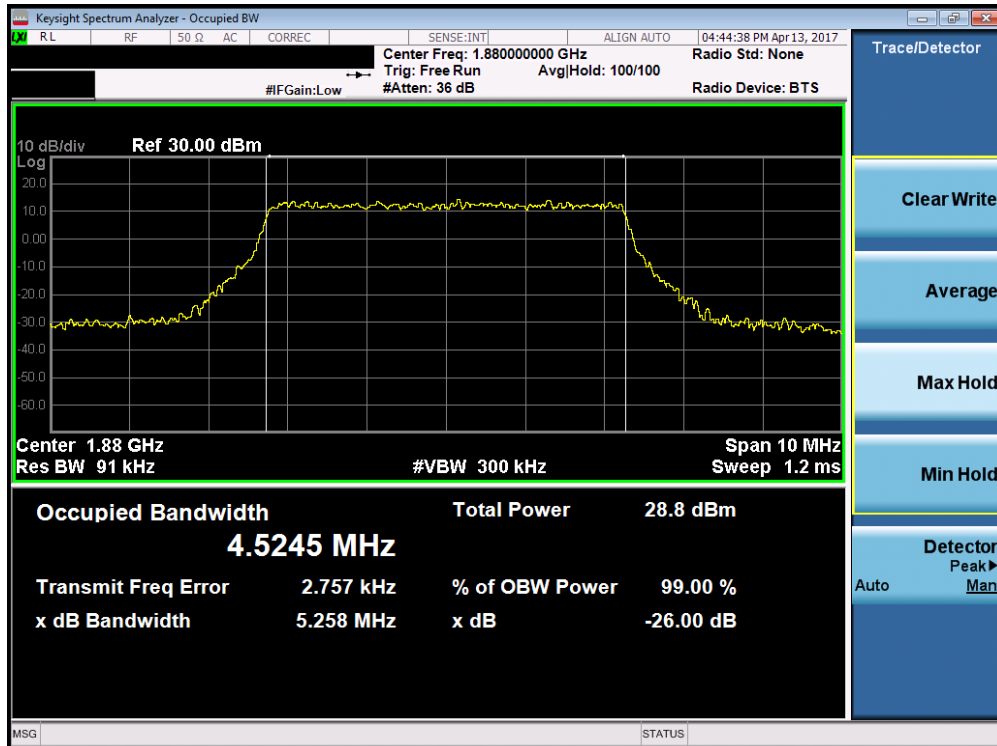 Keysight Spectrum Analyzer - Occupied BW
LXI RL RF 50 Ω AC CORREC SENSE:INT ALIGN AUTO 04:44:38 PM Apr 13, 2017
Center Freq: 1.880000000 GHz Radio Std: None
Trig: Free Run Avg|Hold: 100/100
#IFGain:Low #Atten: 36 dB Radio Device: BTS
Trace/Detector
10 dB/div Ref 30.00 dBm
Log
20.0
10.0
0.00
-10.0
-20.0
-30.0
-40.0
-50.0
-60.0
Center 1.88 GHz Span 10 MHz
Res BW 91 kHz #VBW 300 kHz Sweep 1.2 ms
Occupied Bandwidth Total Power 28.8 dBm
4.5245 MHz
Transmit Freq Error 2.757 kHz % of OBW Power 99.00 %
x dB Bandwidth 5.258 MHz x dB -26.00 dB
Clear Write
Average
Max Hold
Min Hold
Detector
Peak▶
Auto Man
MSG STATUS